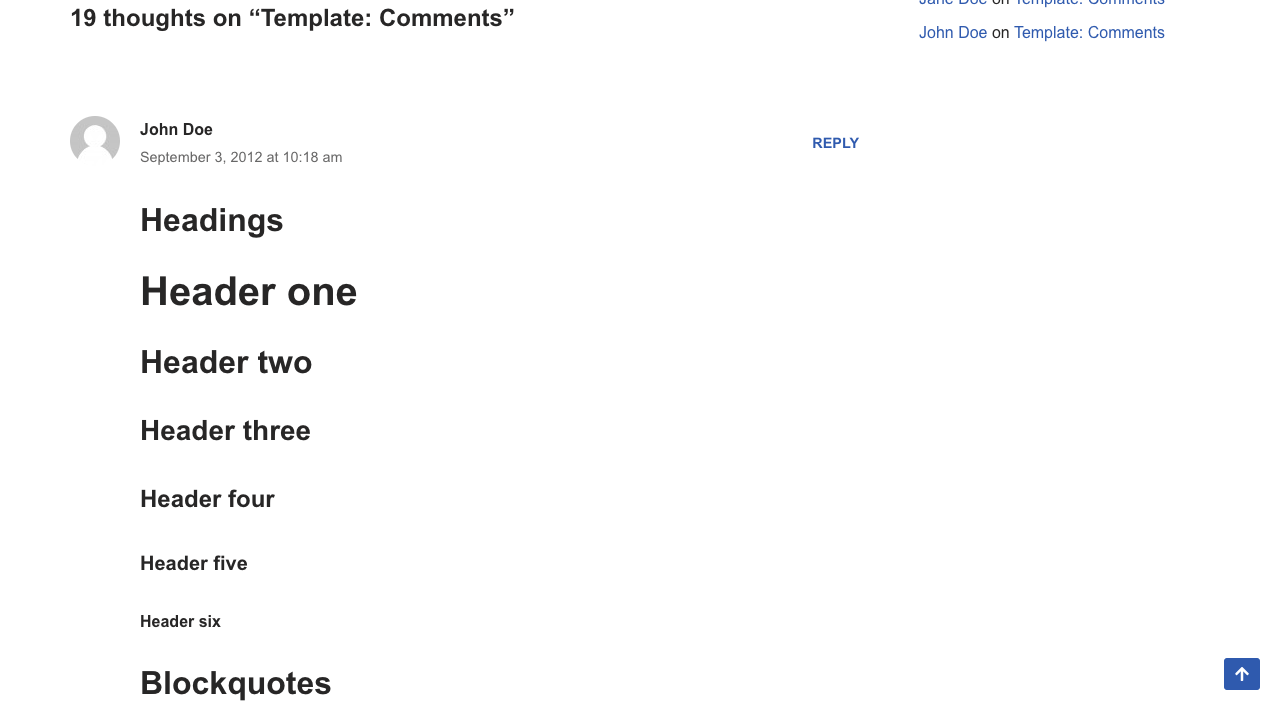 19 thoughts on “Template: Comments”
Jane Doe on Template: Comments
John Doe on Template: Comments
John Doe
September 3, 2012 at 10:18 am
REPLY
Headings
Header one
Header two
Header three
Header four
Header five
Header six
Blockquotes